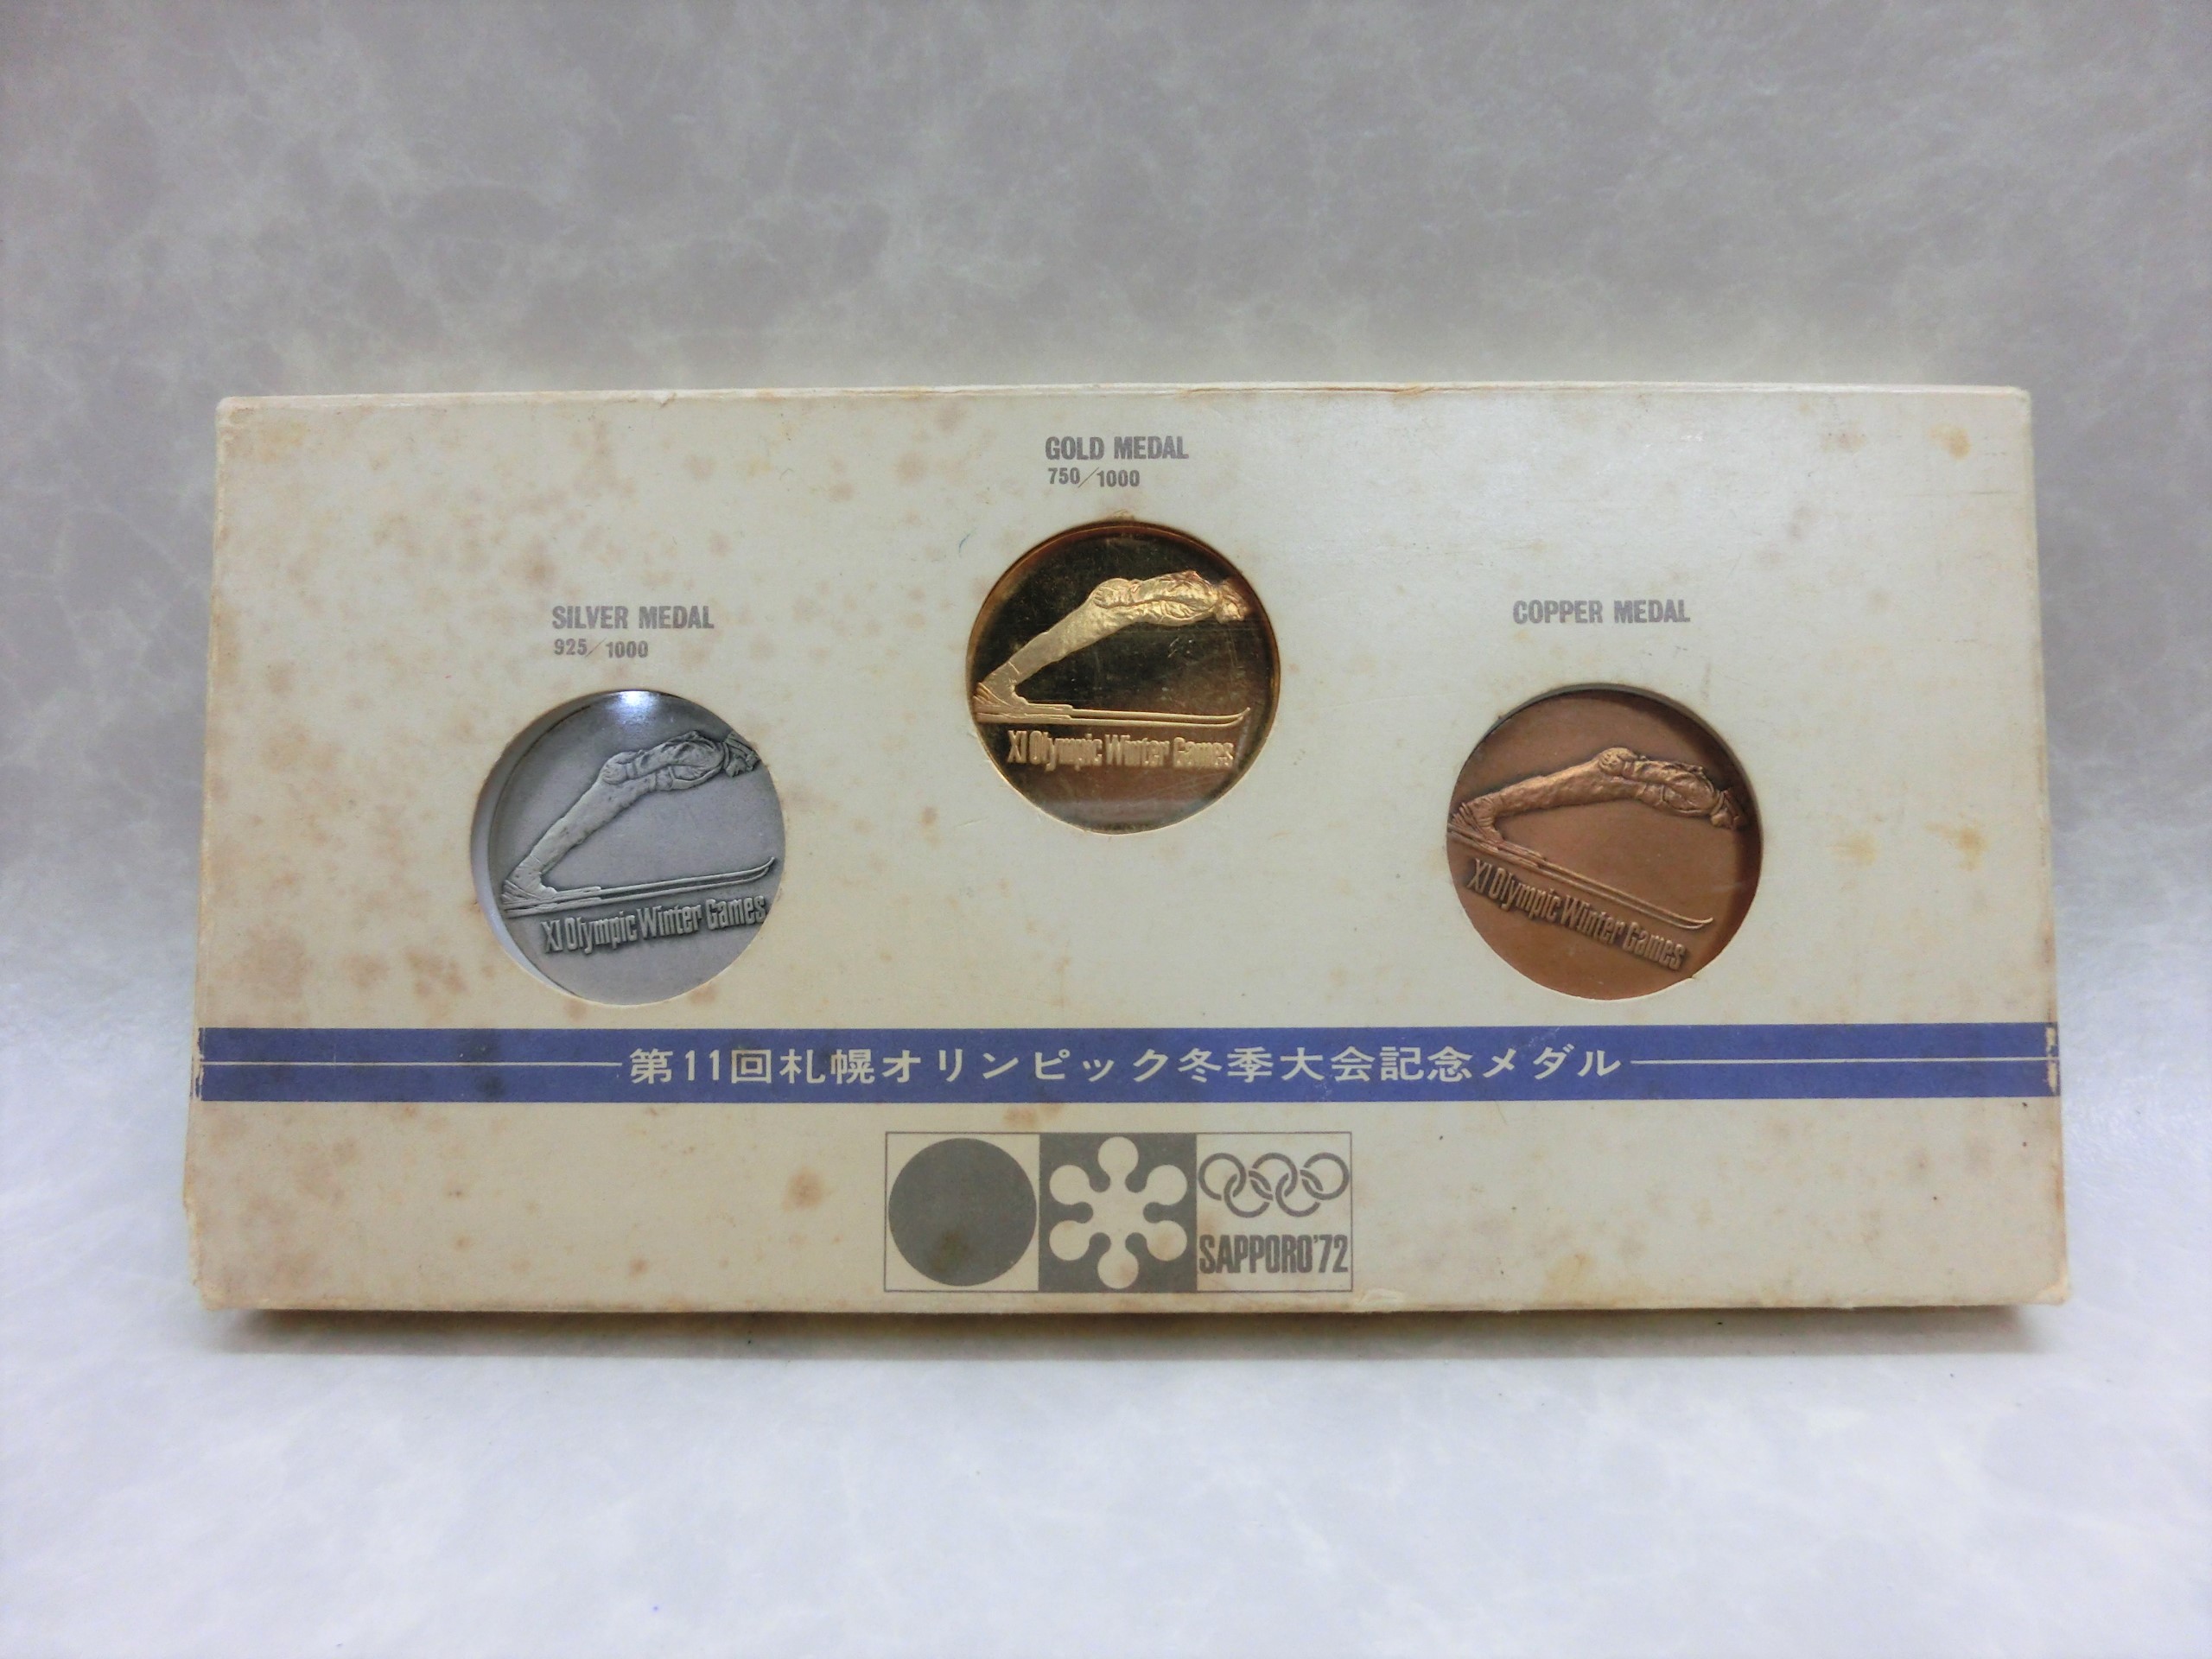 GOLD MEDAL
750/1000
SILVER MEDAL
925/1000
COPPER MEDAL
XI Olympic Winter Games
XI Olympic Winter Games
XI Olympic Winter Games
第11回札幌オリンピック冬季大会記念メダル
SAPPORO'72